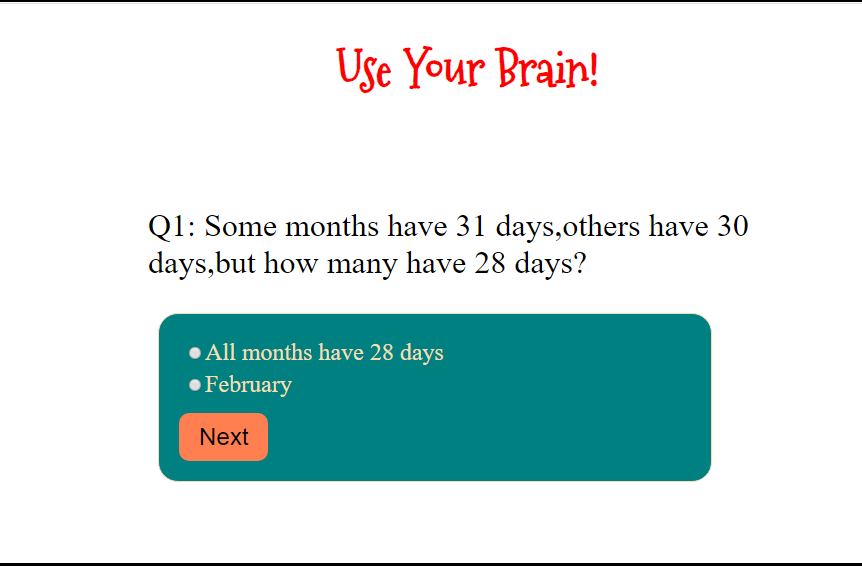 Use Your Brain!
Q1: Some months have 31 days,others have 30
days,but how many have 28 days?
All months have 28 days
February
Next